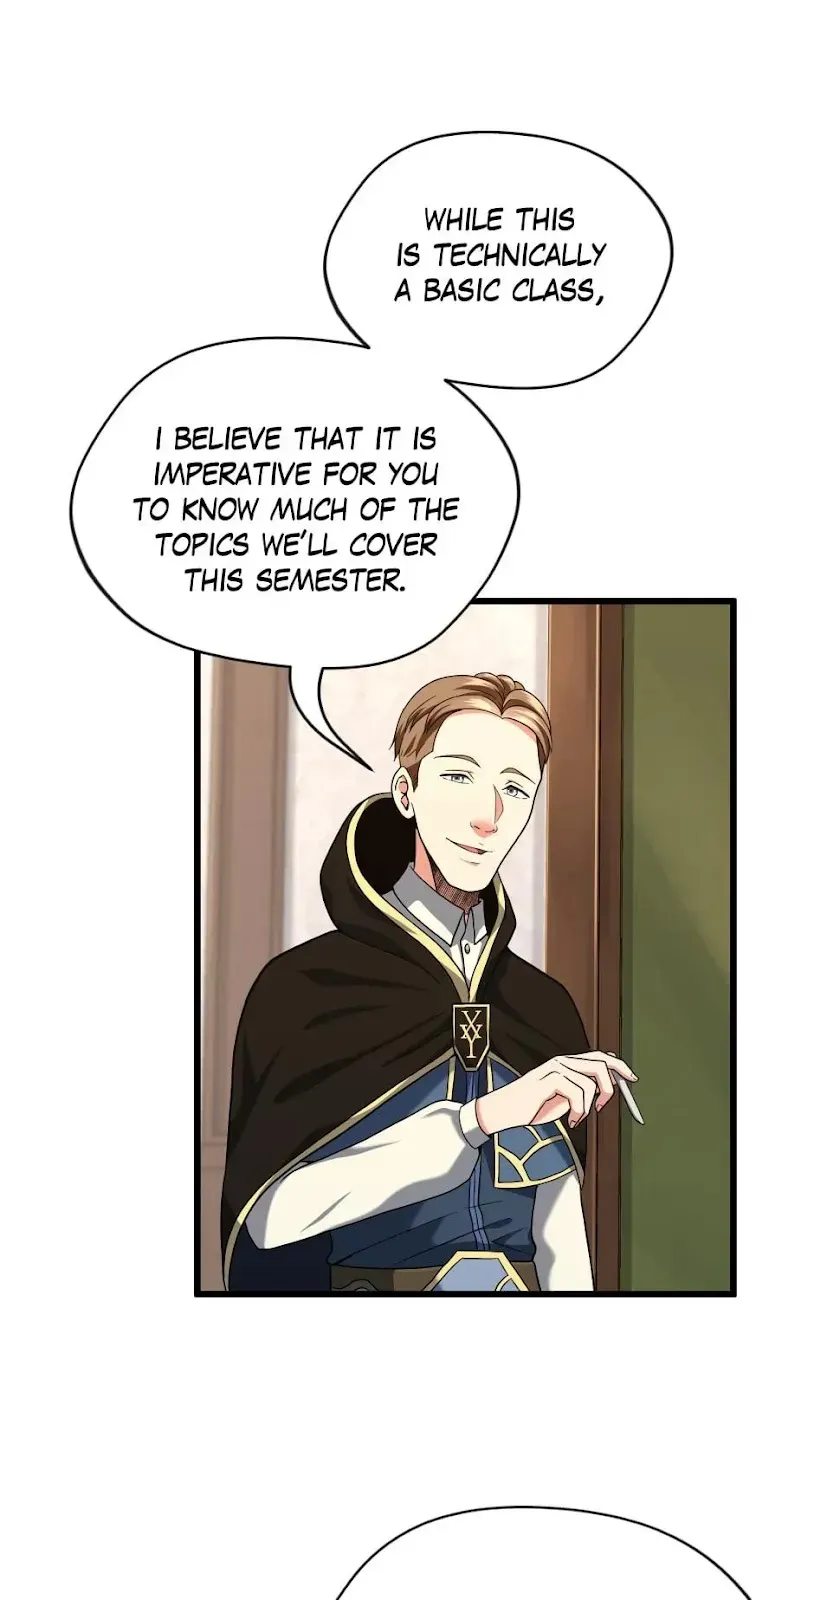 WHILE THIS
IS TECHNICALLY
A BASIC CLASS,
I BELIEVE THAT IT IS
IMPERATIVE FOR YOU
TO KNOW MUCH OF THE
TOPICS WE'LL COVER
THIS SEMESTER.